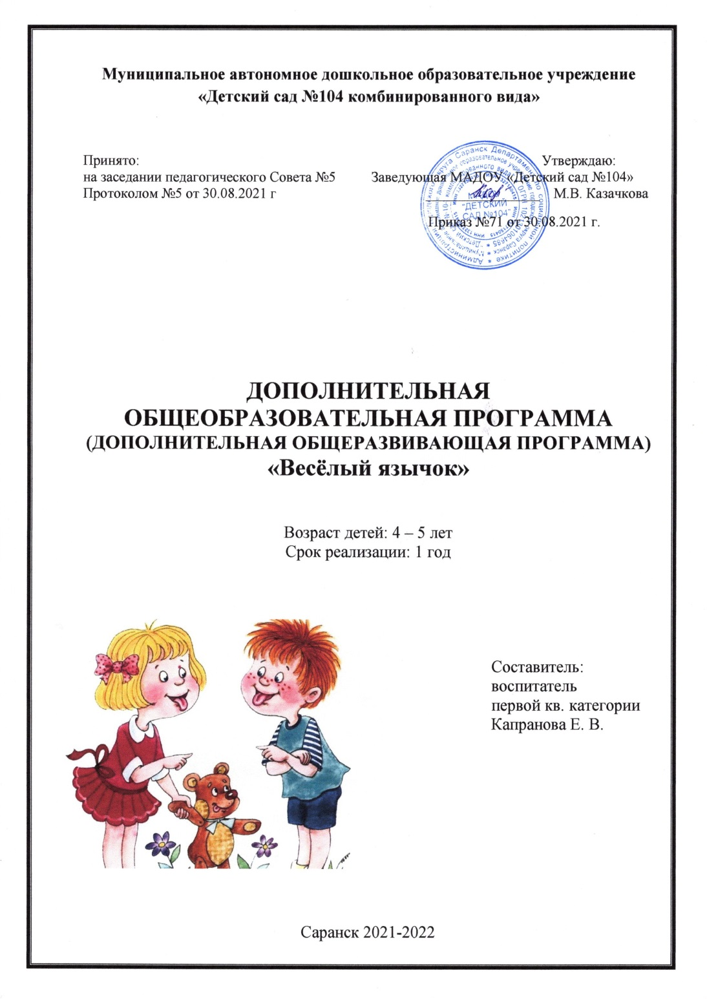 Муниципальное автономное дошкольное образовательное учреждение
«Детский сад №104 комбинированного вида»
Принято: Утверждаю:
на заседании педагогического Совета №5 Заведующая МАДОУ «Детский сад №104»
Протоколом №5 от 30.08.2021 г М.В. Казачкова
"ДЕТСКИЙ
САД №104"
Приказ №71 от 30.08.2021 г.
ДОПОЛНИТЕЛЬНАЯ
ОБЩЕОБРАЗОВАТЕЛЬНАЯ ПРОГРАММА
(ДОПОЛНИТЕЛЬНАЯ ОБЩЕРАЗВИВАЮЩАЯ ПРОГРАММА)
«Весёлый язычок»
Возраст детей: 4 – 5 лет
Срок реализации: 1 год
Составитель:
воспитатель
первой кв. категории
Капранова Е. В.
Саранск 2021-2022